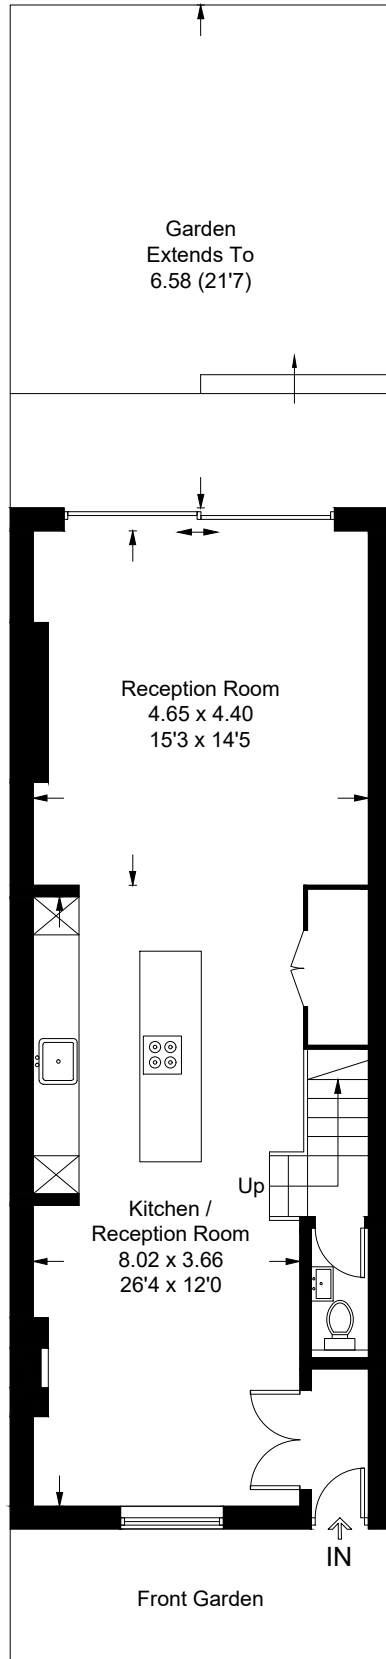 Garden
Extends To
6.58 (21'7)
Reception Room
4.65 x 4.40
15'3 x 14'5
Up
Kitchen /
Reception Room
8.02 x 3.66
26'4 x 12'0
IN
Front Garden